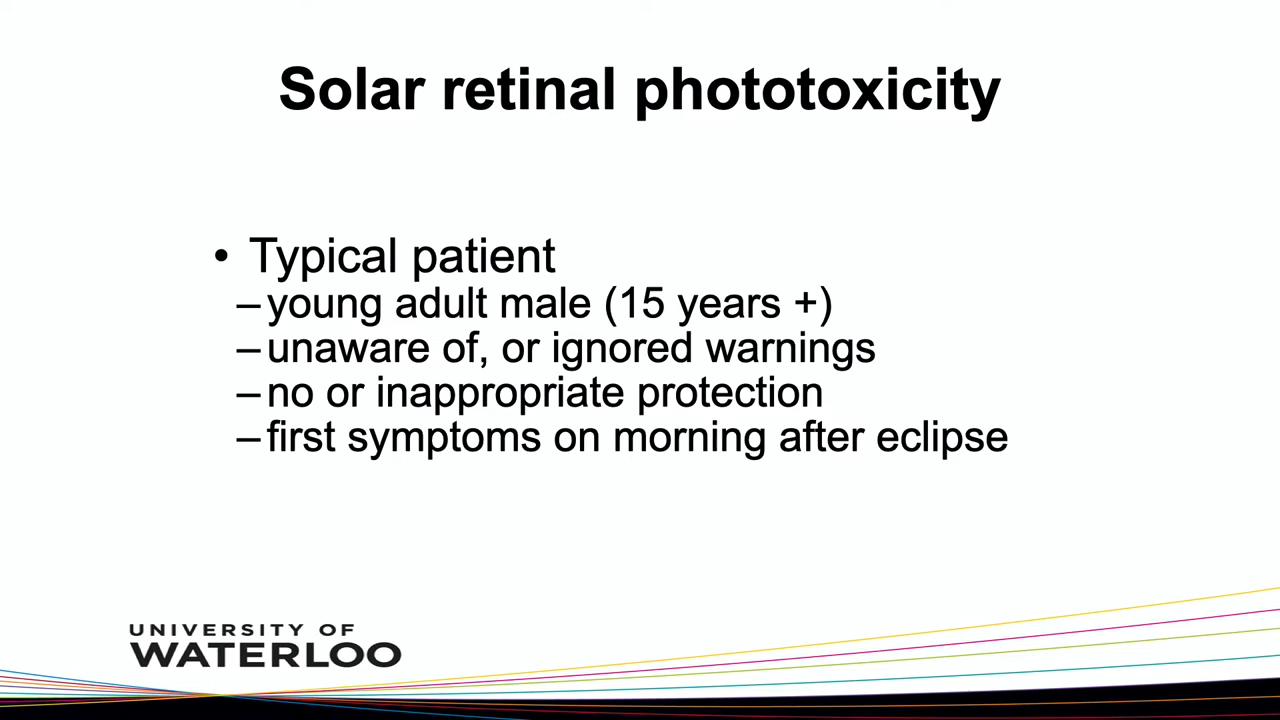 Solar retinal phototoxicity
• Typical patient
– young adult male (15 years +)
– unaware of, or ignored warnings
– no or inappropriate protection
– first symptoms on morning after eclipse
UNIVERSITY OF
WATERLOO